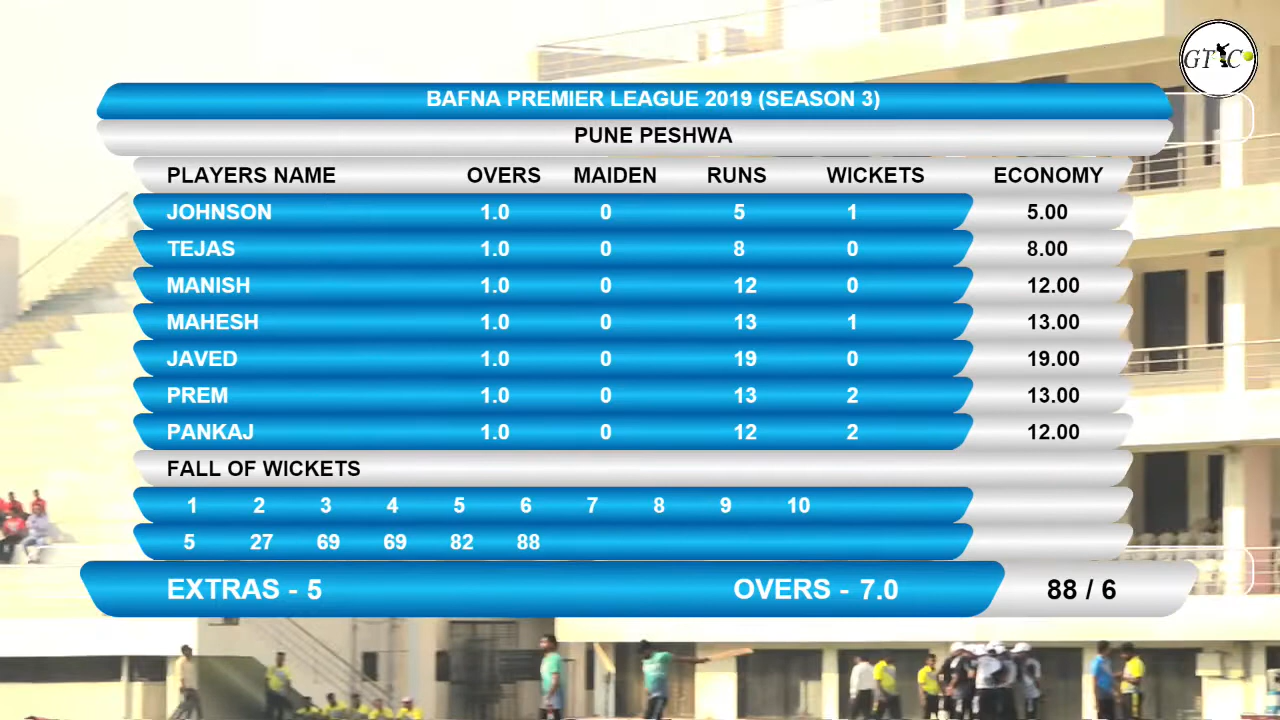 GTC
BAFNA PREMIER LEAGUE 2019 (SEASON 3)
PUNE PESHWA
PLAYERS NAME OVERS MAIDEN RUNS WICKETS ECONOMY
JOHNSON 1.0 0 5 1 5.00
TEJAS 1.0 0 8 0 8.00
MANISH 1.0 0 12 0 12.00
MAHESH 1.0 0 13 1 13.00
JAVED 1.0 0 19 0 19.00
PREM 1.0 0 13 2 13.00
PANKAJ 1.0 0 12 2 12.00
FALL OF WICKETS
1 2 3 4 5 6 7 8 9 10
5 27 69 69 82 88
EXTRAS - 5 OVERS - 7.0 88 / 6